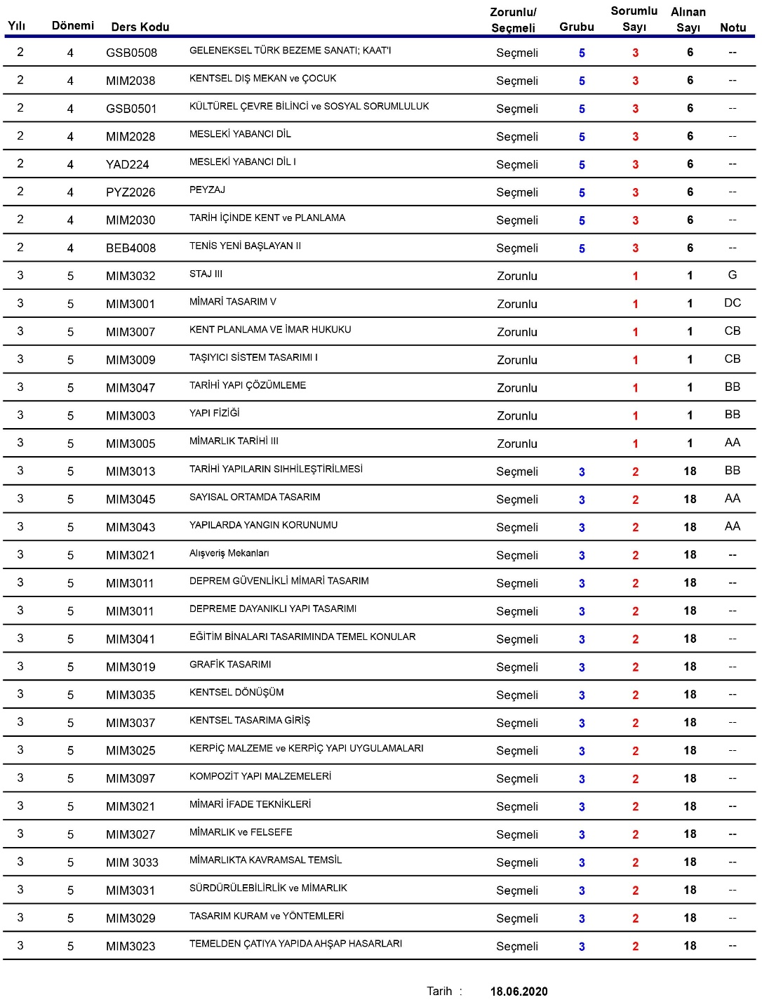 Yılı Dönemi Ders Kodu Zorunlu/ Seçmeli Grubu Sorumlu Sayı Alınan Sayı Notu
2 4 GSB0508 GELENEKSEL TÜRK BEZEME SANATI; KAAT'I Seçmeli 5 3 6 --
2 4 MIM2038 KENTSEL DIŞ MEKAN ve ÇOCUK Seçmeli 5 3 6 --
2 4 GSB0501 KÜLTÜREL ÇEVRE BİLİNCİ ve SOSYAL SORUMLULUK Seçmeli 5 3 6 --
2 4 MIM2028 MESLEKİ YABANCI DİL Seçmeli 5 3 6 --
2 4 YAD224 MESLEKİ YABANCI DİL I Seçmeli 5 3 6 --
2 4 PYZ2026 PEYZAJ Seçmeli 5 3 6 --
2 4 MIM2030 TARİH İÇİNDE KENT ve PLANLAMA Seçmeli 5 3 6 --
2 4 BEB4008 TENİS YENİ BAŞLAYAN II Seçmeli 5 3 6 --
3 5 MIM3032 STAJ III Zorunlu 1 1 G
3 5 MIM3001 MİMARİ TASARIM V Zorunlu 1 1 DC
3 5 MIM3007 KENT PLANLAMA VE İMAR HUKUKU Zorunlu 1 1 CB
3 5 MIM3009 TAŞIYICI SİSTEM TASARIMI I Zorunlu 1 1 CB
3 5 MIM3047 TARİHİ YAPI ÇÖZÜMLEME Zorunlu 1 1 BB
3 5 MIM3003 YAPI FİZİĞİ Zorunlu 1 1 BB
3 5 MIM3005 MİMARLIK TARİHİ III Zorunlu 1 1 AA
3 5 MIM3013 TARİHİ YAPILARIN SIHHİLEŞTİRİLMESİ Seçmeli 3 2 18 BB
3 5 MIM3045 SAYISAL ORTAMDA TASARIM Seçmeli 3 2 18 AA
3 5 MIM3043 YAPILARDA YANGIN KORUNUMU Seçmeli 3 2 18 AA
3 5 MIM3021 Alışveriş Mekanları Seçmeli 3 2 18 --
3 5 MIM3011 DEPREM GÜVENLİKLİ MİMARİ TASARIM Seçmeli 3 2 18 --
3 5 MIM3011 DEPREME DAYANIKLI YAPI TASARIMI Seçmeli 3 2 18 --
3 5 MIM3041 EĞİTİM BİNALARI TASARIMINDA TEMEL KONULAR Seçmeli 3 2 18 --
3 5 MIM3019 GRAFİK TASARIMI Seçmeli 3 2 18 --
3 5 MIM3035 KENTSEL DÖNÜŞÜM Seçmeli 3 2 18 --
3 5 MIM3037 KENTSEL TASARIMA GİRİŞ Seçmeli 3 2 18 --
3 5 MIM3025 KERPİÇ MALZEME ve KERPİÇ YAPI UYGULAMALARI Seçmeli 3 2 18 --
3 5 MIM3097 KOMPOZİT YAPI MALZEMELERİ Seçmeli 3 2 18 --
3 5 MIM3021 MİMARİ İFADE TEKNİKLERİ Seçmeli 3 2 18 --
3 5 MIM3027 MİMARLIK ve FELSEFE Seçmeli 3 2 18 --
3 5 MIM 3033 MİMARLIKTA KAVRAMSAL TEMSİL Seçmeli 3 2 18 --
3 5 MIM3031 SÜRDÜRÜLEBİLİRLİK ve MİMARLIK Seçmeli 3 2 18 --
3 5 MIM3029 TASARIM KURAM ve YÖNTEMLERİ Seçmeli 3 2 18 --
3 5 MIM3023 TEMELDEN ÇATIYA YAPIDA AHŞAP HASARLARI Seçmeli 3 2 18 --
Tarih : 18.06.2020